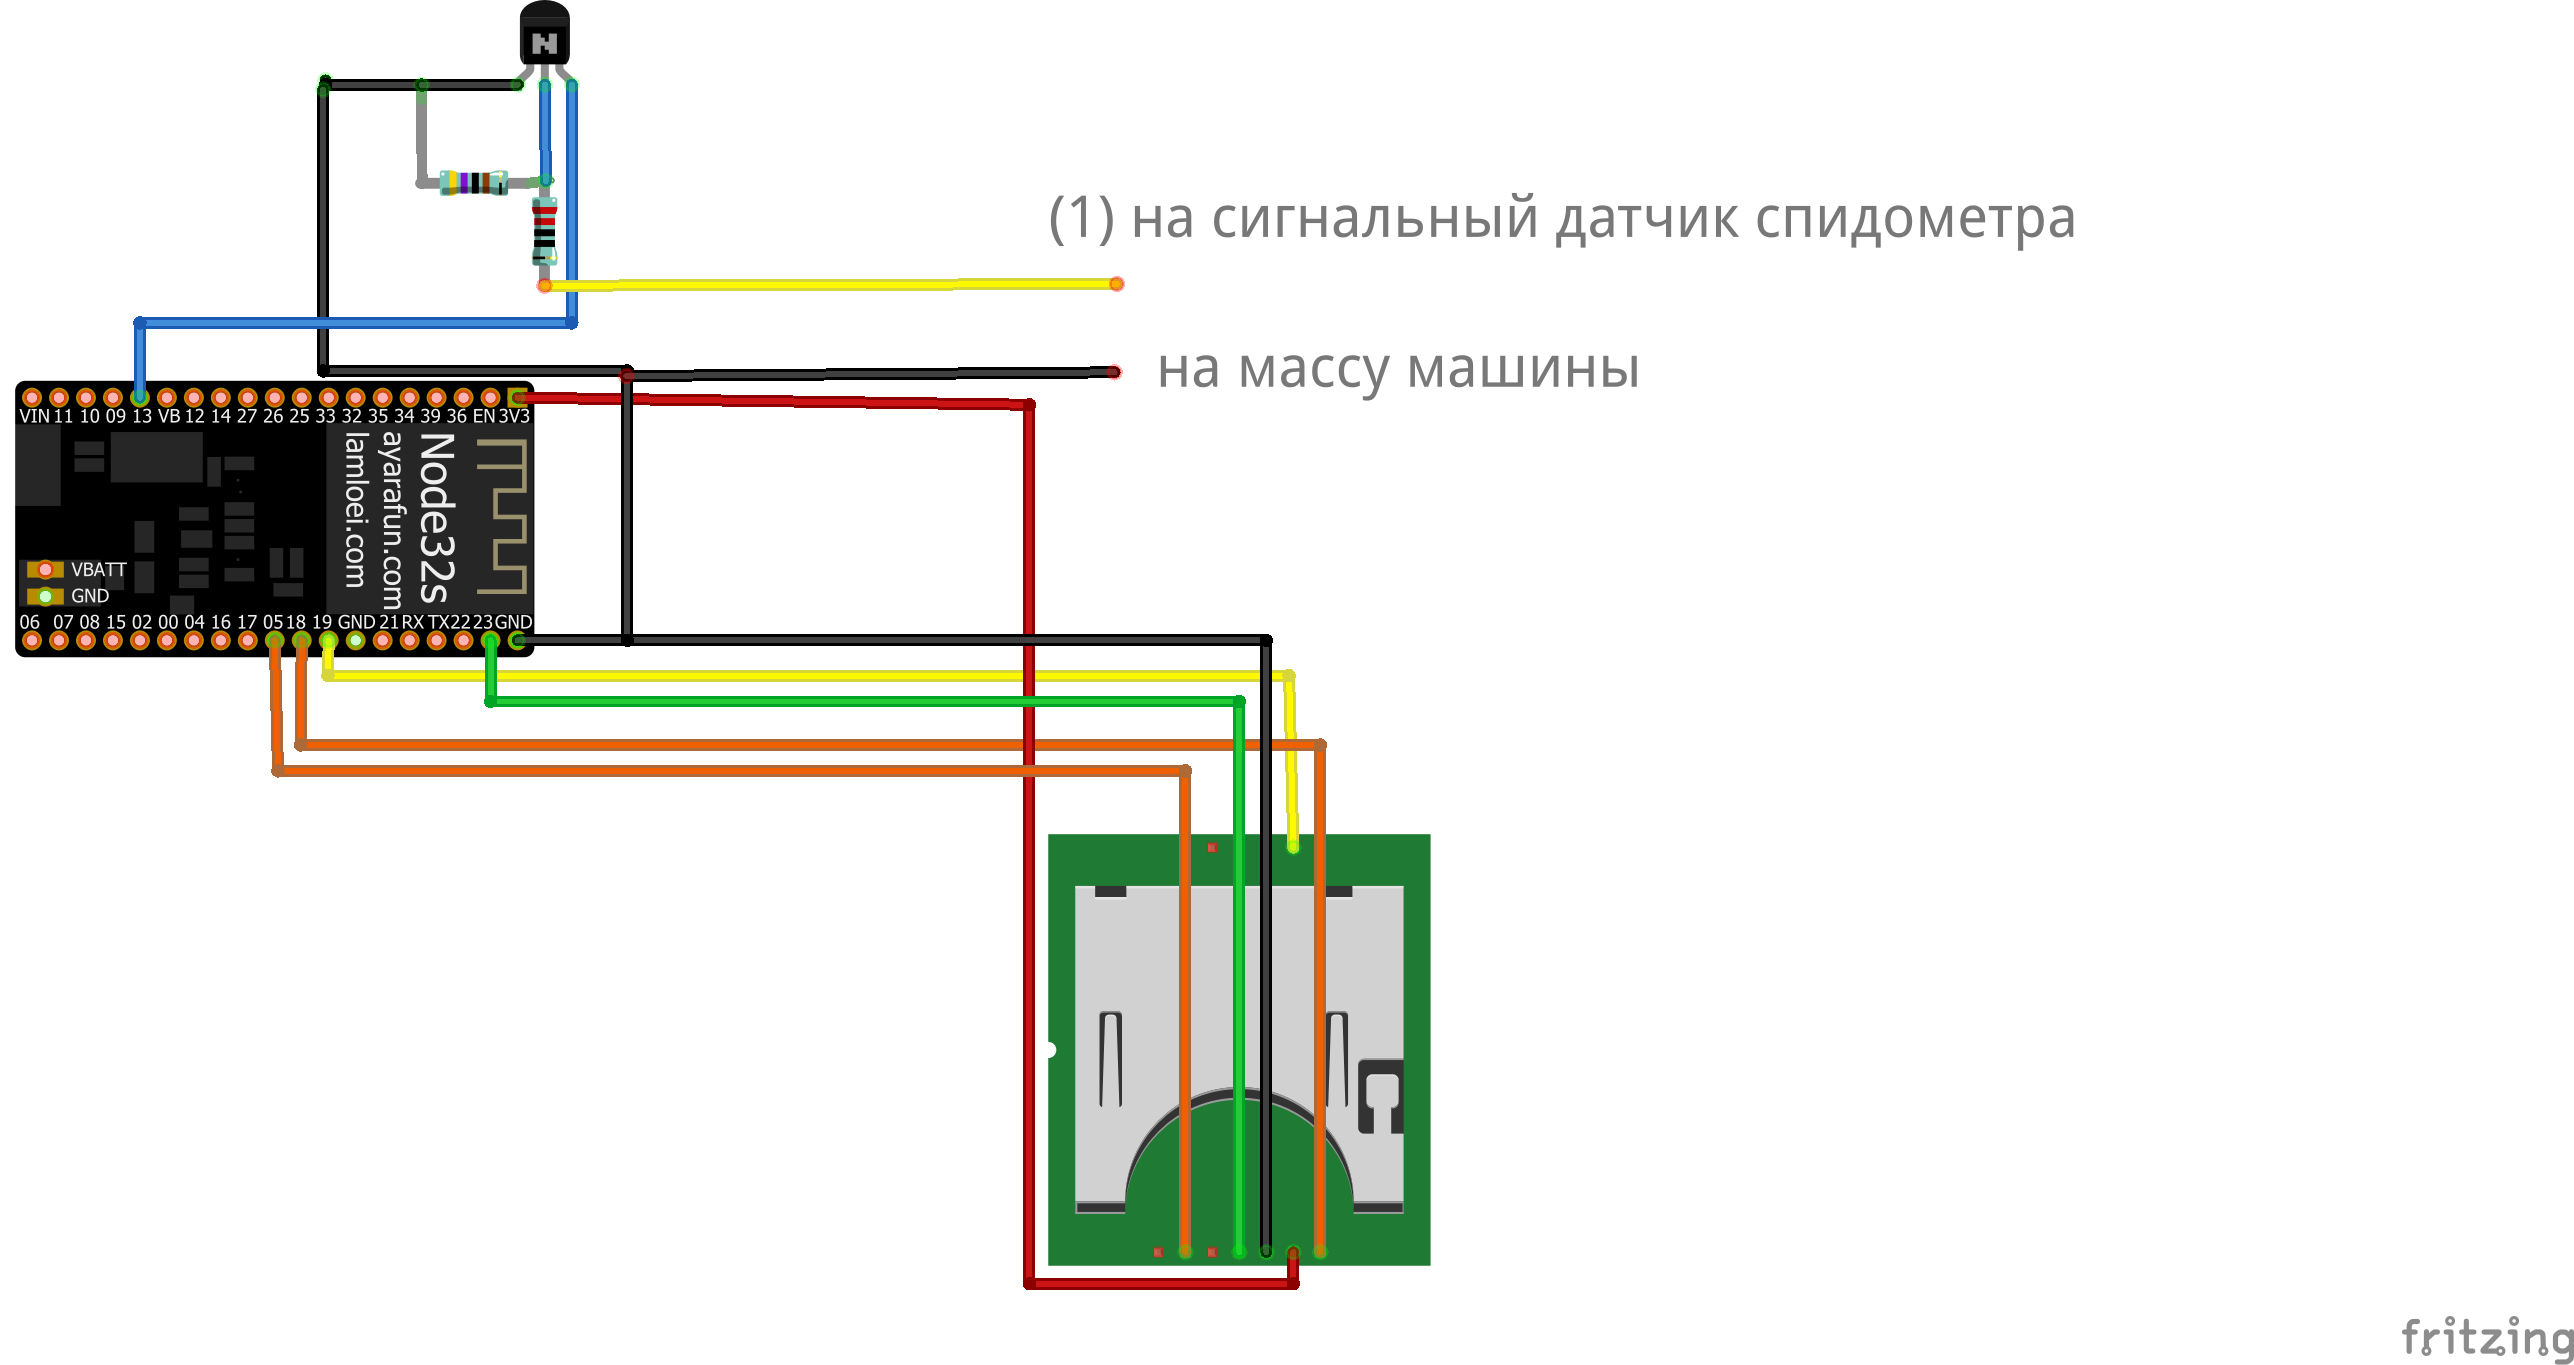 N
(1) на сигнальный датчик спидометра
на массу машины
VIN 11 10 09 13 VB 12 14 27 26 25 33 32 35 34 39 36 EN 3V3
Node32s
ayarafun.com
lamloei.com
VBATT
GND
06 07 08 15 02 00 04 16 17 05 18 19 GND 21 RX TX 22 23 GND
fritzing